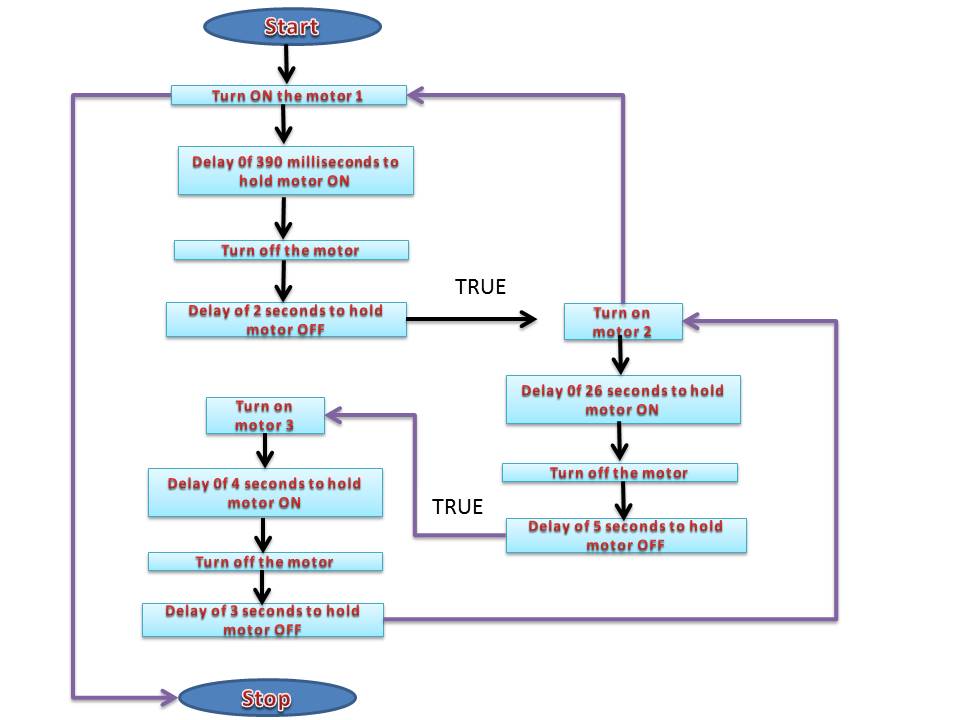 Start
Turn ON the motor 1
Delay 0f 390 milliseconds to
hold motor ON
Turn off the motor
Delay of 2 seconds to hold
motor OFF
TRUE
Turn on
motor 2
Delay 0f 26 seconds to hold
motor ON
Turn off the motor
Delay of 5 seconds to hold
motor OFF
TRUE
Turn on
motor 3
Delay 0f 4 seconds to hold
motor ON
Turn off the motor
Delay of 3 seconds to hold
motor OFF
Stop